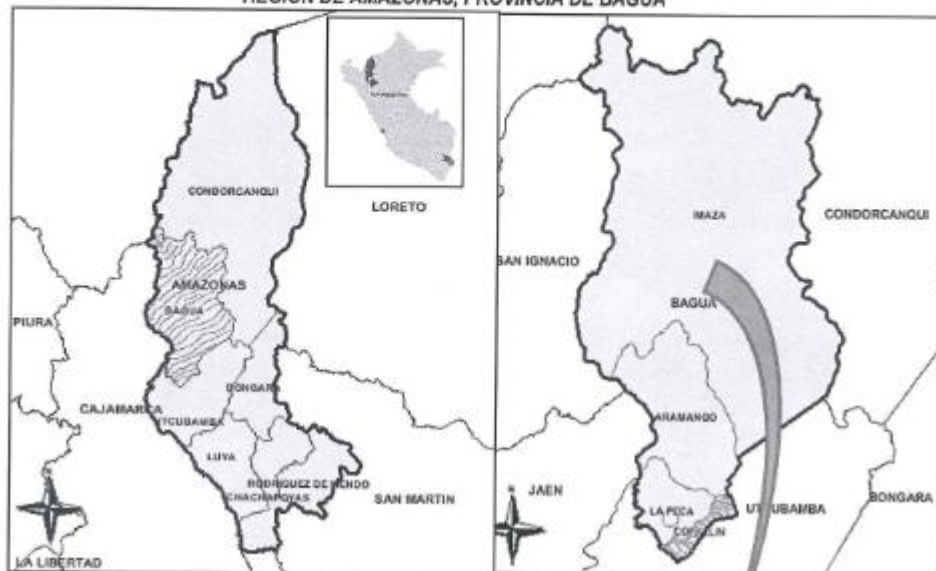 REGION DE AMAZONAS, PROVINCIA DE BAGUA
CONDORCANQUI
LORETO
AMAZONAS
BAGUA
PIURA
CAJAMARCA
UTCUBAMBA
BONGARA
LUYA
RODRIGUEZ DE MENDO
CHACHAPOYAS
SAN MARTIN
LA LIBERTAD
IMAZA
CONDORCANQUI
SAN IGNACIO
BAGUA
ARAMANGO
JAEN
LA PECA
COPALLIN
UTCUBAMBA
BONGARA